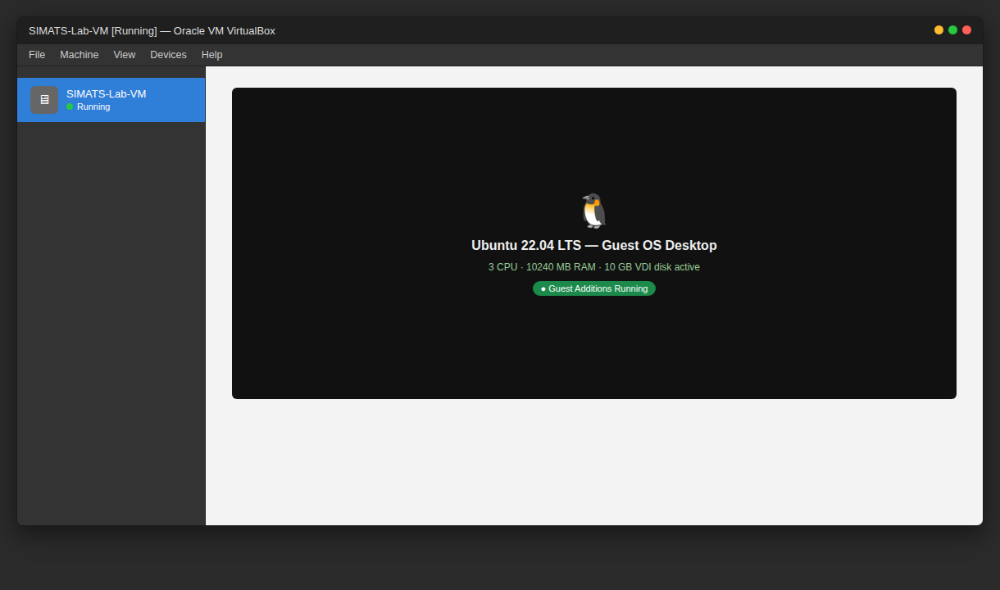 SIMATS-Lab-VM [Running] — Oracle VM VirtualBox
File Machine View Devices Help
SIMATS-Lab-VM
Running
Ubuntu 22.04 LTS — Guest OS Desktop
3 CPU · 10240 MB RAM · 10 GB VDI disk active
● Guest Additions Running